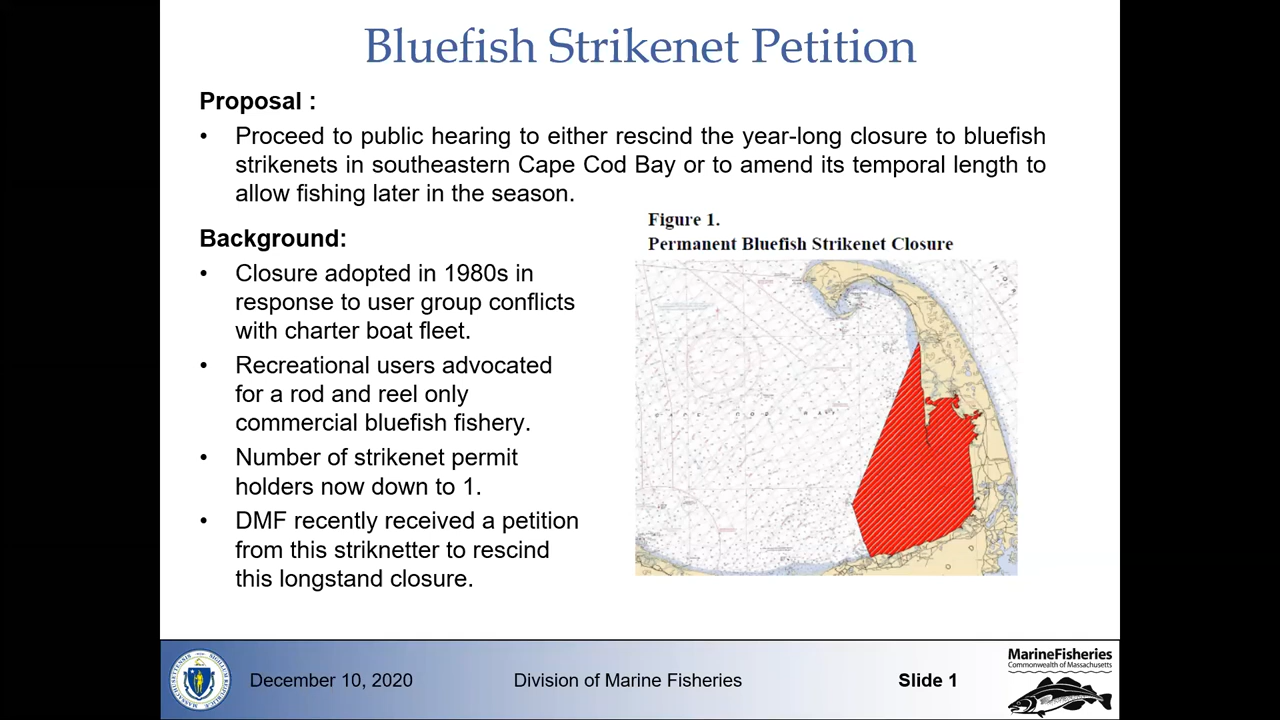 Bluefish Strikenet Petition
Proposal :
• Proceed to public hearing to either rescind the year-long closure to bluefish
strikenets in southeastern Cape Cod Bay or to amend its temporal length to
allow fishing later in the season.
Figure 1.
Permanent Bluefish Strikenet Closure
Background:
• Closure adopted in 1980s in
response to user group conflicts
with charter boat fleet.
• Recreational users advocated
for a rod and reel only
commercial bluefish fishery.
• Number of strikenet permit
holders now down to 1.
• DMF recently received a petition
from this striknetter to rescind
this longstand closure.
CAPE COD BAY
December 10, 2020
Division of Marine Fisheries
Slide 1
MarineFisheries
Commonwealth of Massachusetts